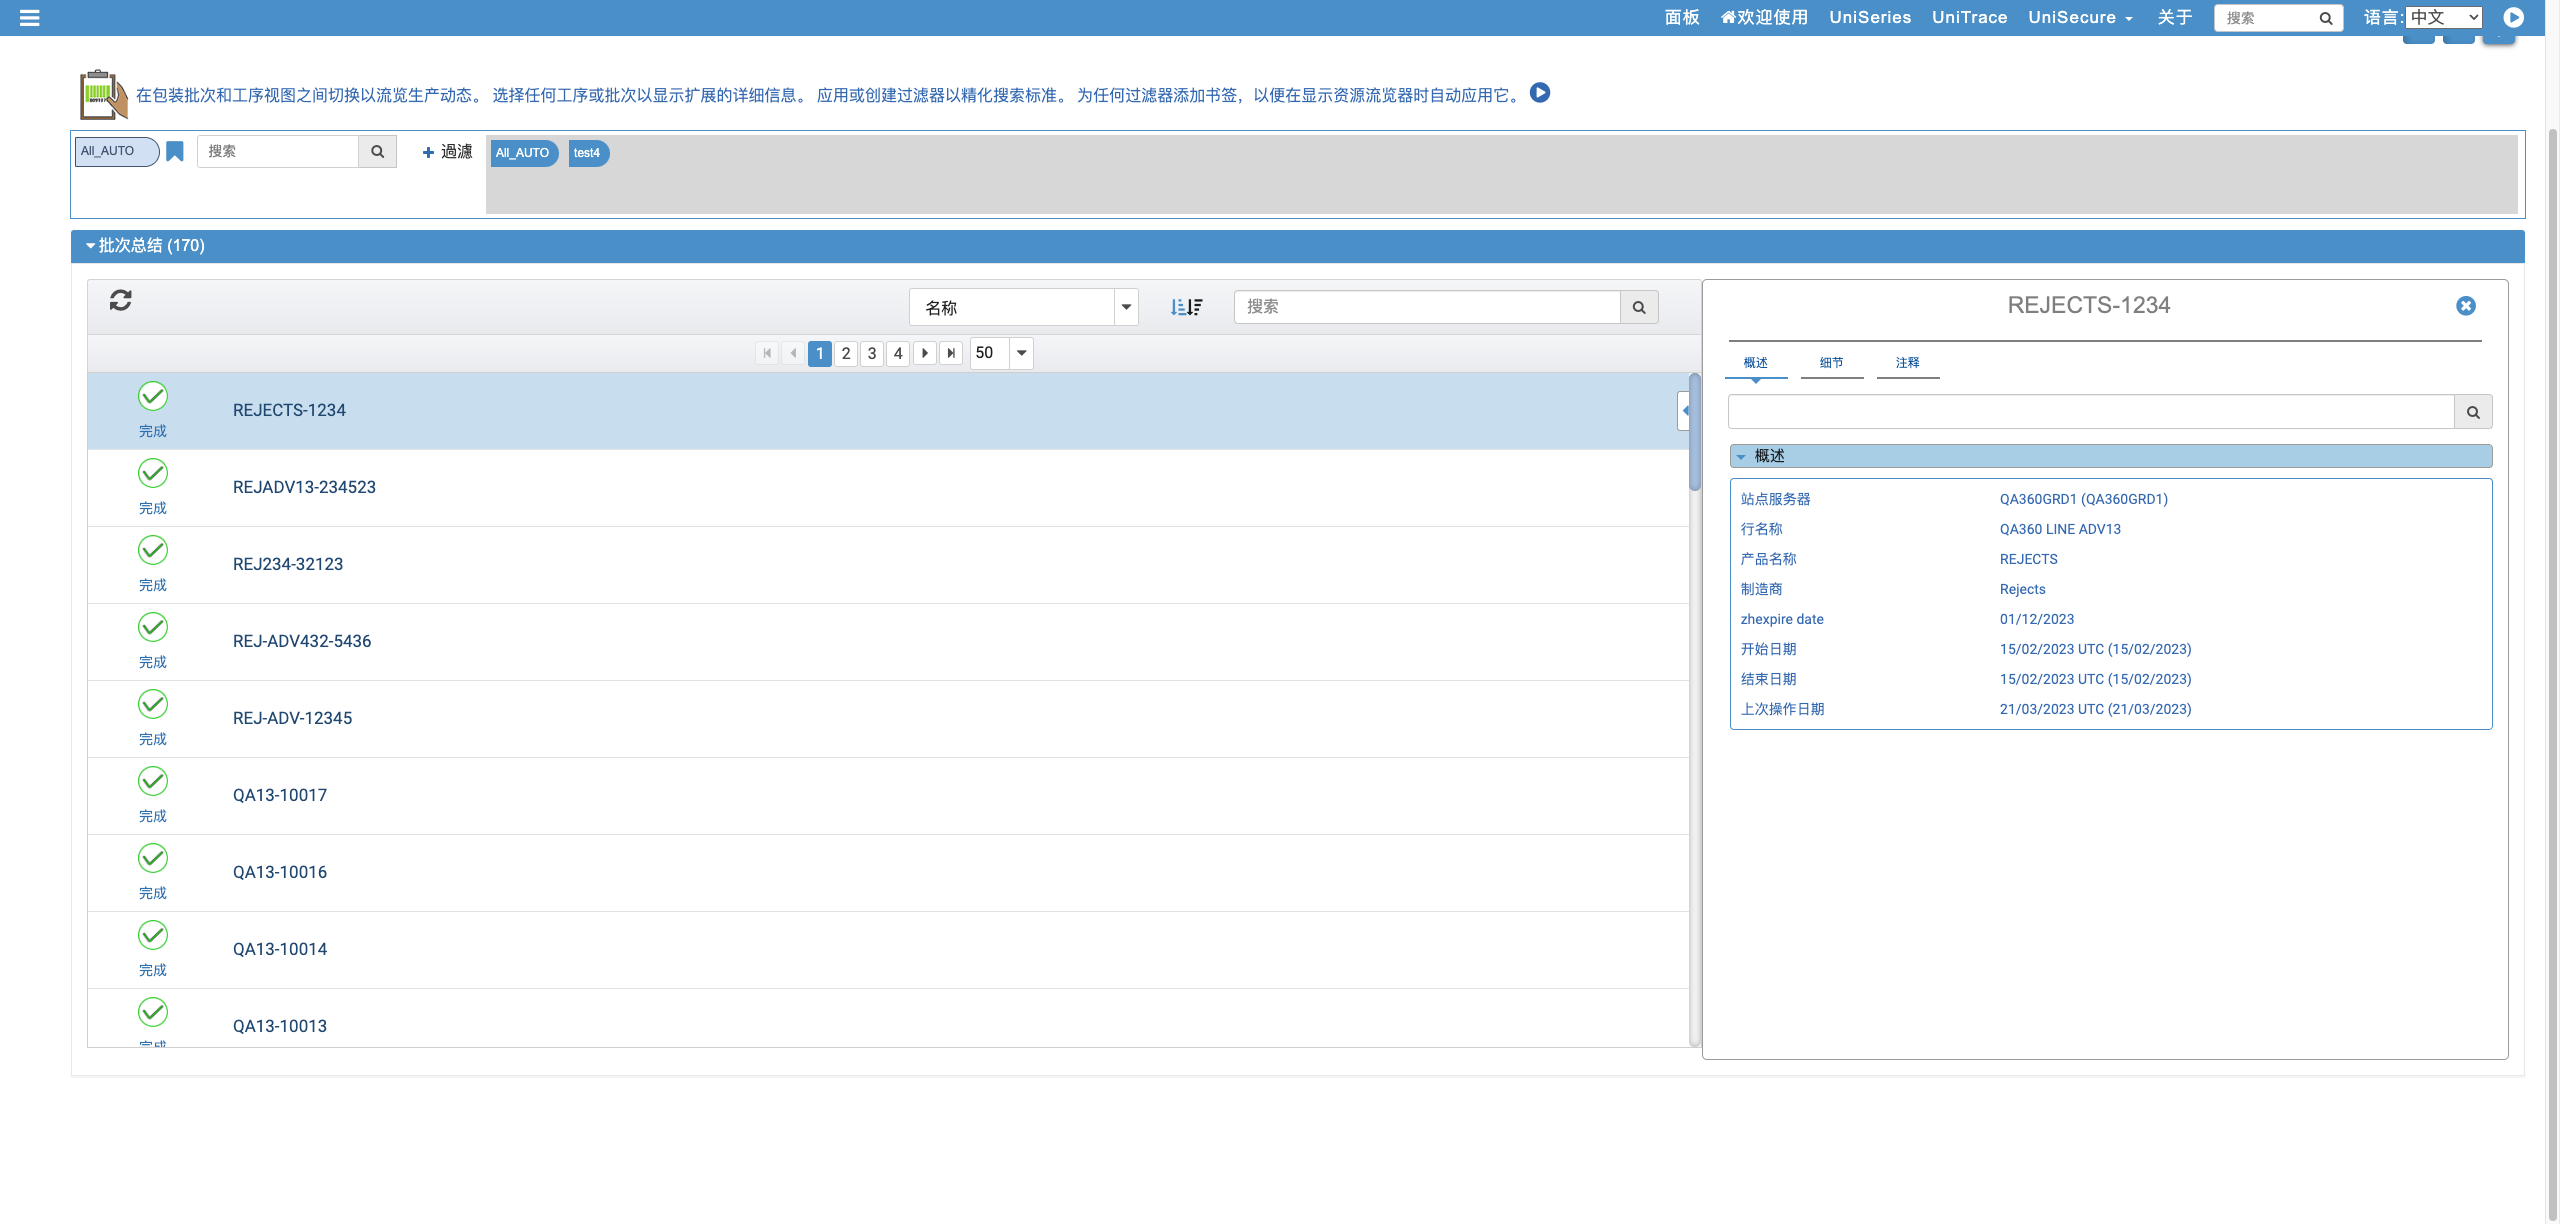 面板 欢迎使用 UniSeries UniTrace UniSecure 关于 搜索 语言: 中文
在包装批次和工序视图之间切换以流览生产动态。 选择任何工序或批次以显示扩展的详细信息。 应用或创建过滤器以精化搜索标准。 为任何过滤器添加书签，以便在显示资源流览器时自动应用它。
All_AUTO 搜索 + 過濾 All_AUTO test4
批次总结 (170)
名称 搜索
1 2 3 4 50
REJECTS-1234
完成
REJADV13-234523
完成
REJ234-32123
完成
REJ-ADV432-5436
完成
REJ-ADV-12345
完成
QA13-10017
完成
QA13-10016
完成
QA13-10014
完成
QA13-10013
完成
REJECTS-1234
概述 细节 注释
概述
站点服务器 QA360GRD1 (QA360GRD1)
行名称 QA360 LINE ADV13
产品名称 REJECTS
制造商 Rejects
zhexpire date 01/12/2023
开始日期 15/02/2023 UTC (15/02/2023)
结束日期 15/02/2023 UTC (15/02/2023)
上次操作日期 21/03/2023 UTC (21/03/2023)